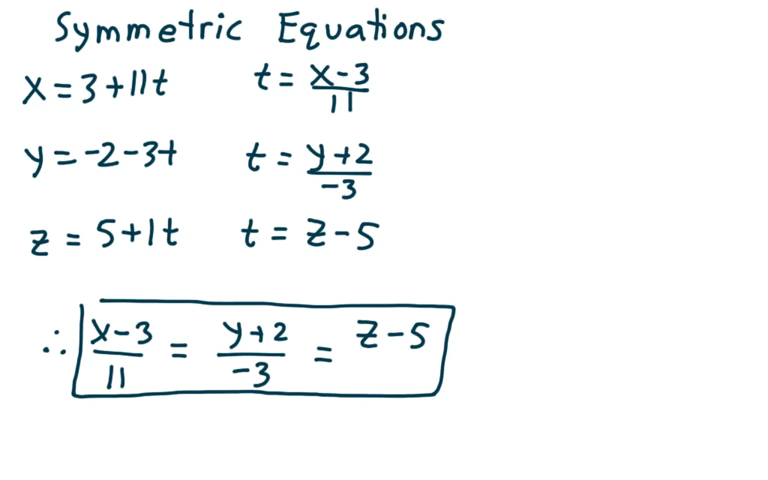 Symmetric Equations
x = 3 + 11t t = x - 3 / 11
y = -2 - 3t t = y + 2 / -3
z = 5 + 1t t = z - 5
∴ x - 3 / 11 = y + 2 / -3 = z - 5